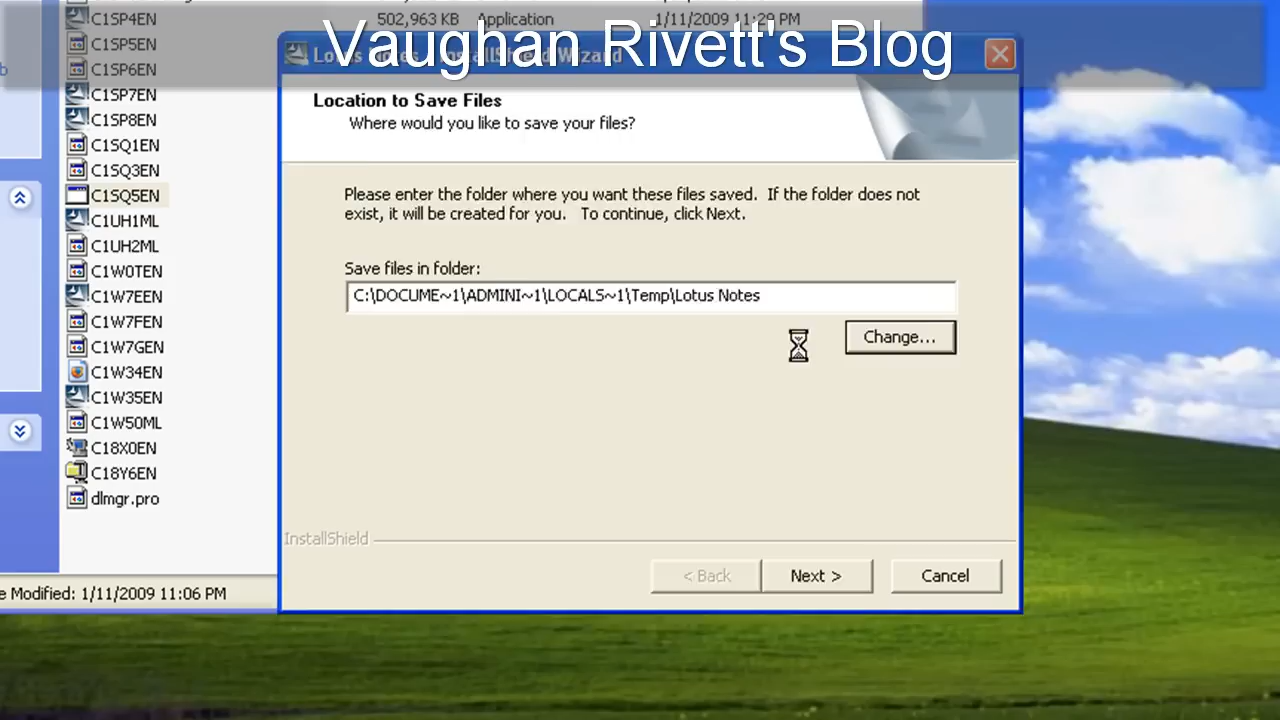 C1SP4EN 502,963 KB Application 1/11/2009 11:29 PM
Vaughan Rivett's Blog
Lotus Notes - InstallShield Wizard
C1SP5EN
C1SP6EN
C1SP7EN
C1SP8EN
C1SQ1EN
C1SQ3EN
C1SQ5EN
C1UH1ML
C1UH2ML
C1W0TEN
C1W7EEN
C1W7FEN
C1W7GEN
C1W34EN
C1W35EN
C1W50ML
C18X0EN
C18Y6EN
dlmgr.pro
e Modified: 1/11/2009 11:06 PM
Location to Save Files
Where would you like to save your files?
Please enter the folder where you want these files saved. If the folder does not
exist, it will be created for you. To continue, click Next.
Save files in folder:
C:\DOCUME~1\ADMINI~1\LOCALS~1\Temp\Lotus Notes
Change...
InstallShield
< Back
Next >
Cancel